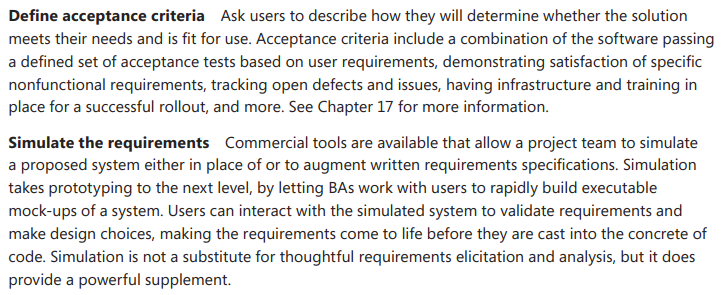 Define acceptance criteria Ask users to describe how they will determine whether the solution
meets their needs and is fit for use. Acceptance criteria include a combination of the software passing
a defined set of acceptance tests based on user requirements, demonstrating satisfaction of specific
nonfunctional requirements, tracking open defects and issues, having infrastructure and training in
place for a successful rollout, and more. See Chapter 17 for more information.
Simulate the requirements Commercial tools are available that allow a project team to simulate
a proposed system either in place of or to augment written requirements specifications. Simulation
takes prototyping to the next level, by letting BAs work with users to rapidly build executable
mock-ups of a system. Users can interact with the simulated system to validate requirements and
make design choices, making the requirements come to life before they are cast into the concrete of
code. Simulation is not a substitute for thoughtful requirements elicitation and analysis, but it does
provide a powerful supplement.